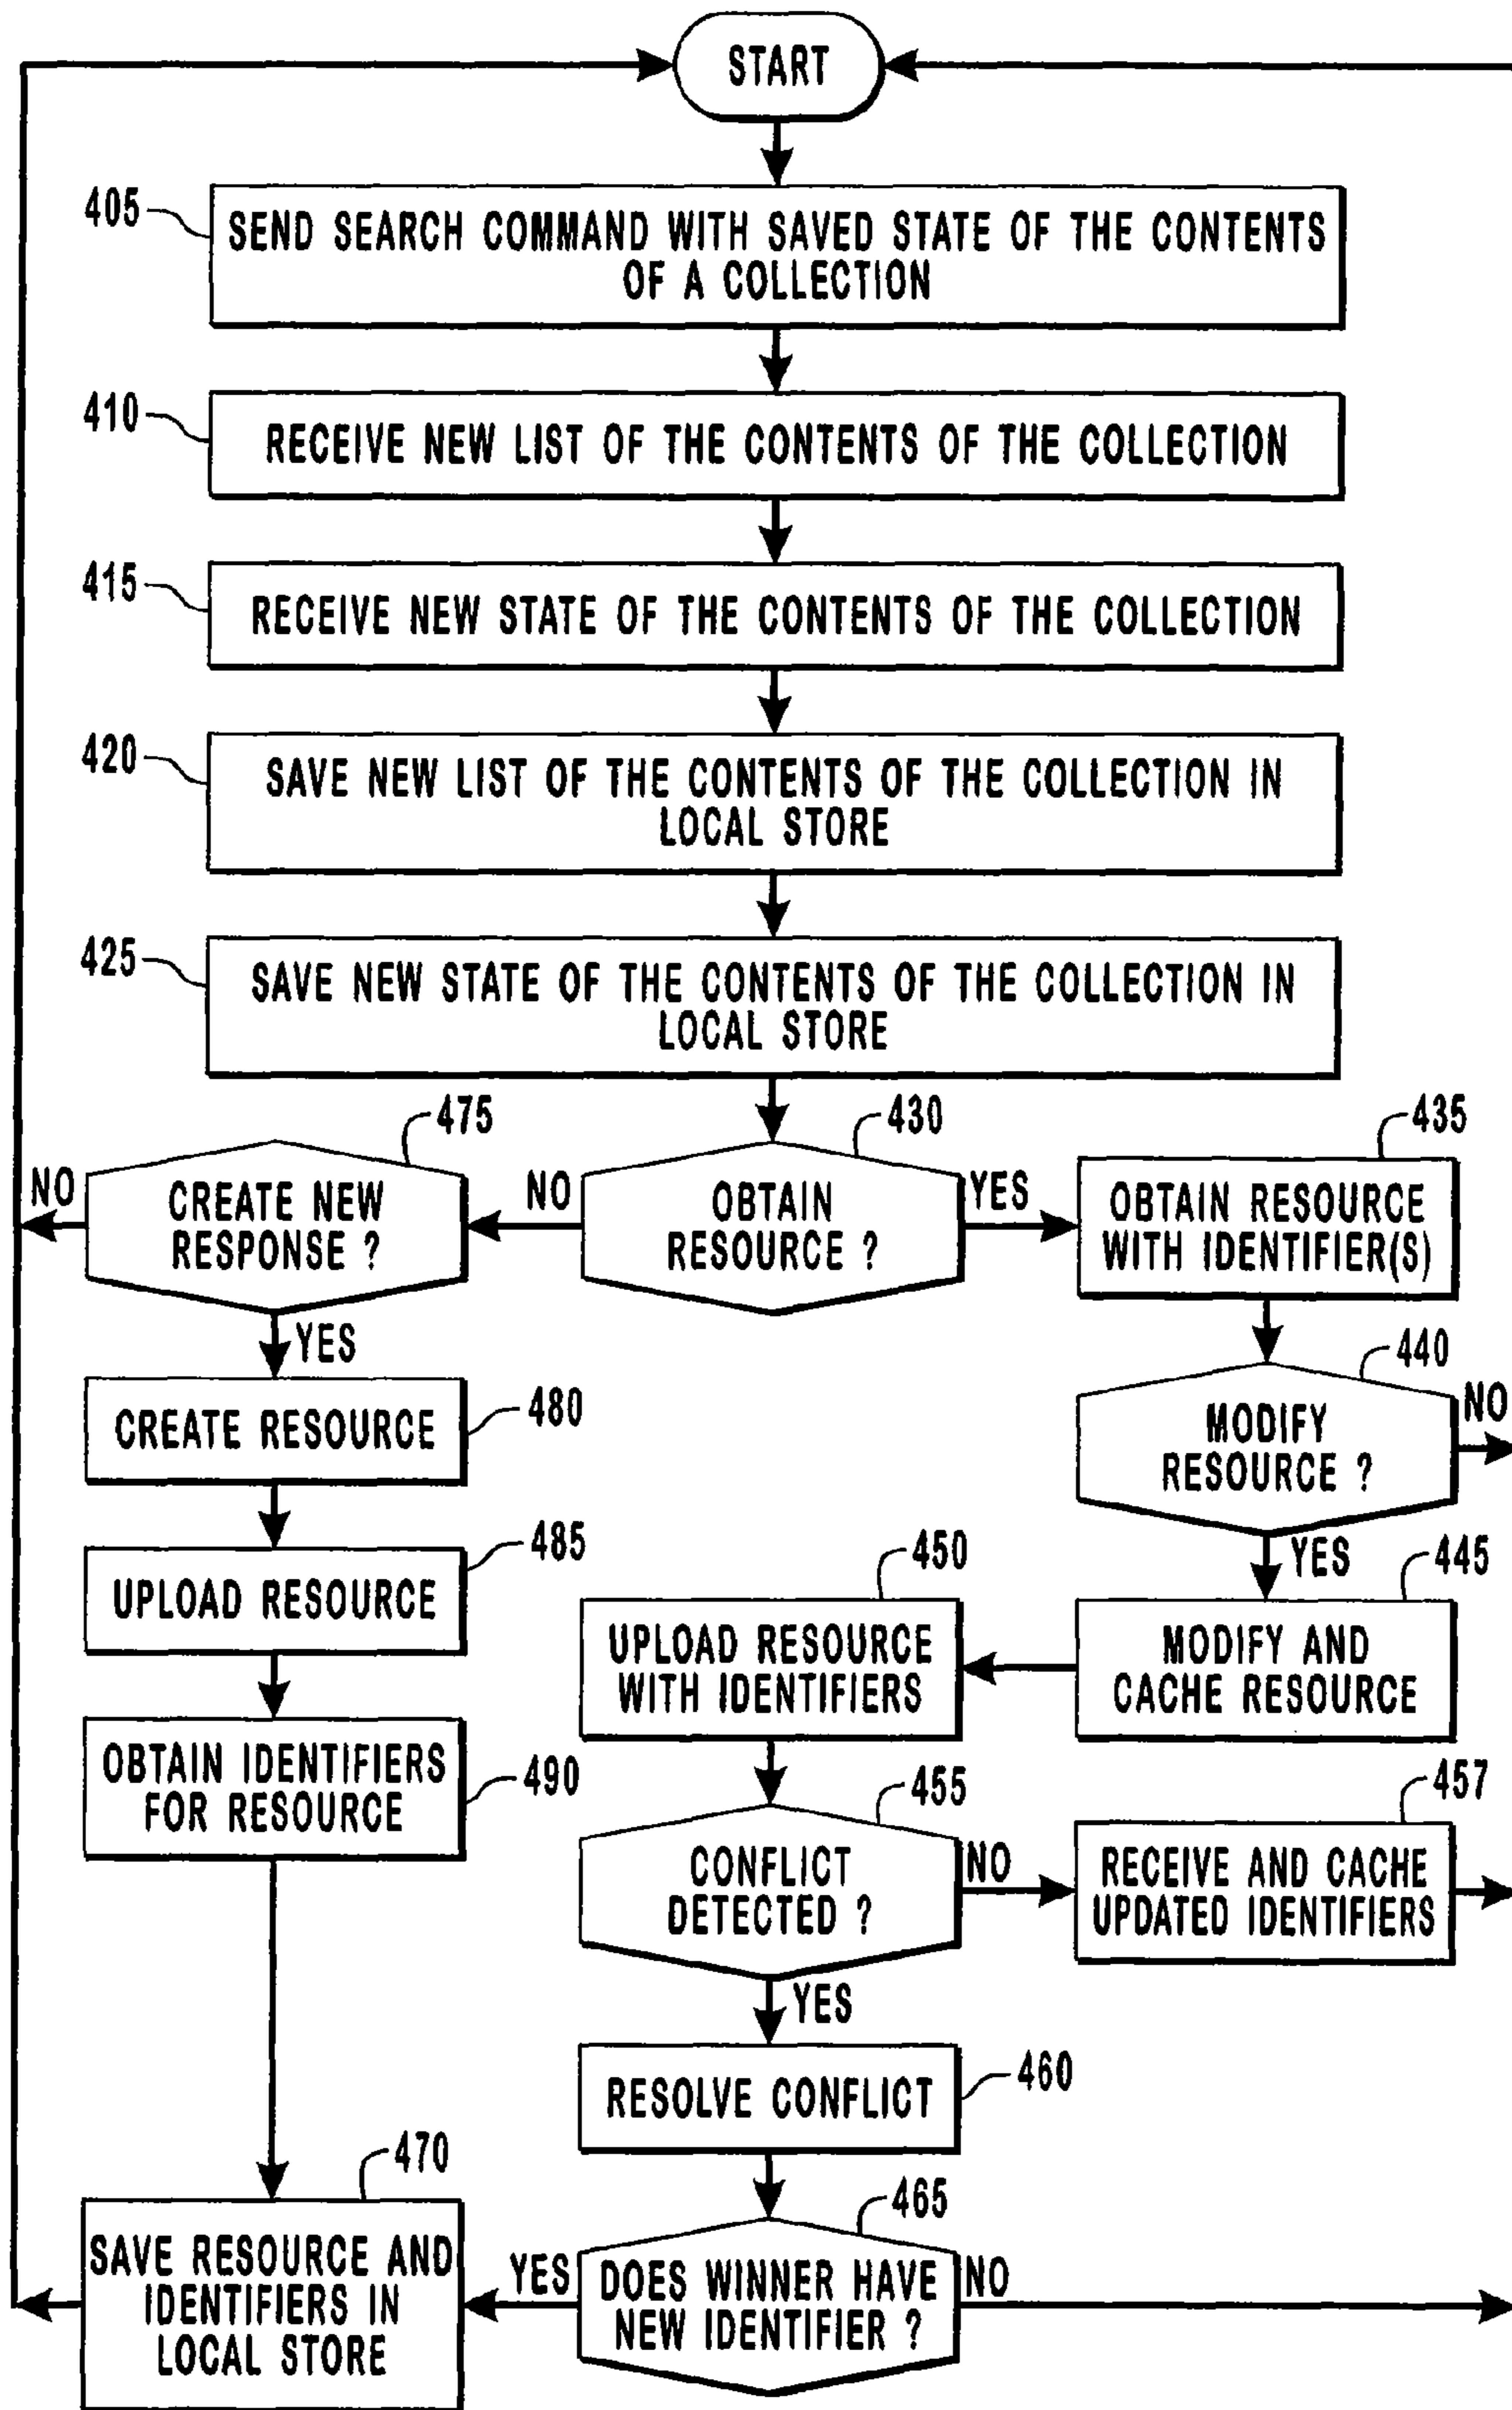 START
405
SEND SEARCH COMMAND WITH SAVED STATE OF THE CONTENTS
OF A COLLECTION
410
RECEIVE NEW LIST OF THE CONTENTS OF THE COLLECTION
415
RECEIVE NEW STATE OF THE CONTENTS OF THE COLLECTION
420
SAVE NEW LIST OF THE CONTENTS OF THE COLLECTION IN
LOCAL STORE
425
SAVE NEW STATE OF THE CONTENTS OF THE COLLECTION IN
LOCAL STORE
475
430
435
NO
CREATE NEW
RESPONSE ?
NO
OBTAIN
RESOURCE ?
YES
OBTAIN RESOURCE
WITH IDENTIFIER(S)
YES
440
CREATE RESOURCE
480
MODIFY
RESOURCE ?
NO
485
UPLOAD RESOURCE
450
YES
445
UPLOAD RESOURCE
WITH IDENTIFIERS
MODIFY AND
CACHE RESOURCE
OBTAIN IDENTIFIERS
FOR RESOURCE
490
455
457
CONFLICT
DETECTED ?
NO
RECEIVE AND CACHE
UPDATED IDENTIFIERS
YES
RESOLVE CONFLICT
460
470
465
SAVE RESOURCE AND
IDENTIFIERS IN
LOCAL STORE
YES
DOES WINNER HAVE
NEW IDENTIFIER ?
NO